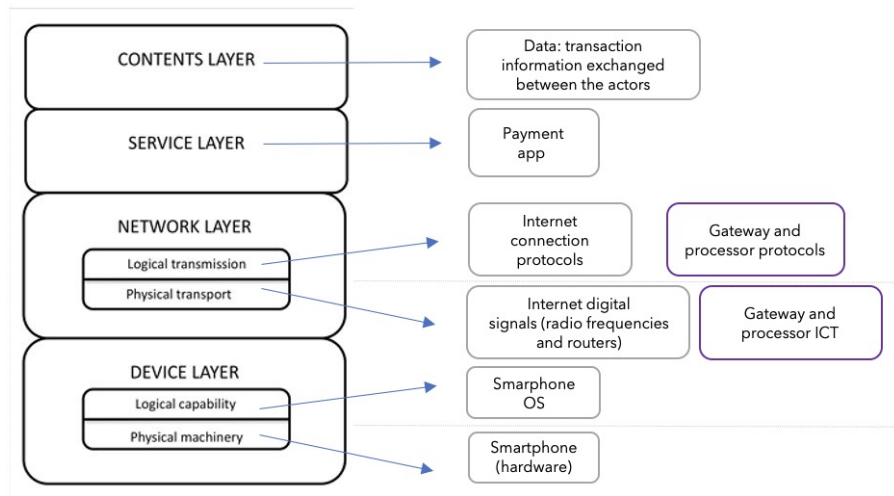 CONTENTS LAYER
Data: transaction
information exchanged
between the actors
SERVICE LAYER
Payment
app
NETWORK LAYER
Logical transmission
Physical transport
Internet
connection
protocols
Gateway and
processor protocols
Internet digital
signals (radio frequencies
and routers)
Gateway and
processor ICT
DEVICE LAYER
Logical capability
Physical machinery
Smarphone
OS
Smartphone
(hardware)